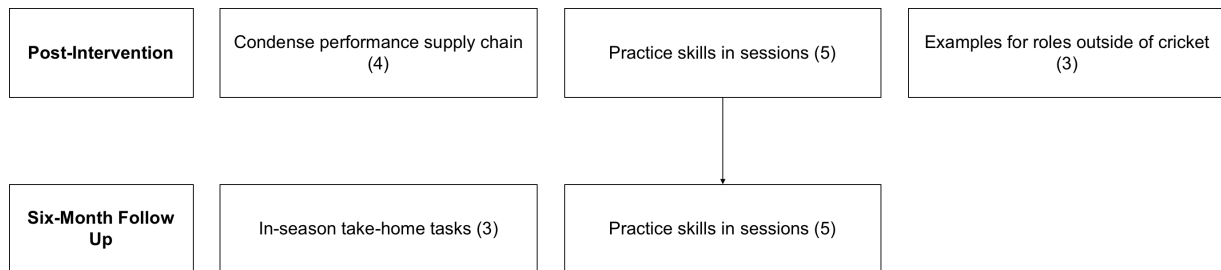 Post-Intervention
Condense performance supply chain
(4)
Practice skills in sessions (5)
Examples for roles outside of cricket
(3)
Six-Month Follow
Up
In-season take-home tasks (3)
Practice skills in sessions (5)